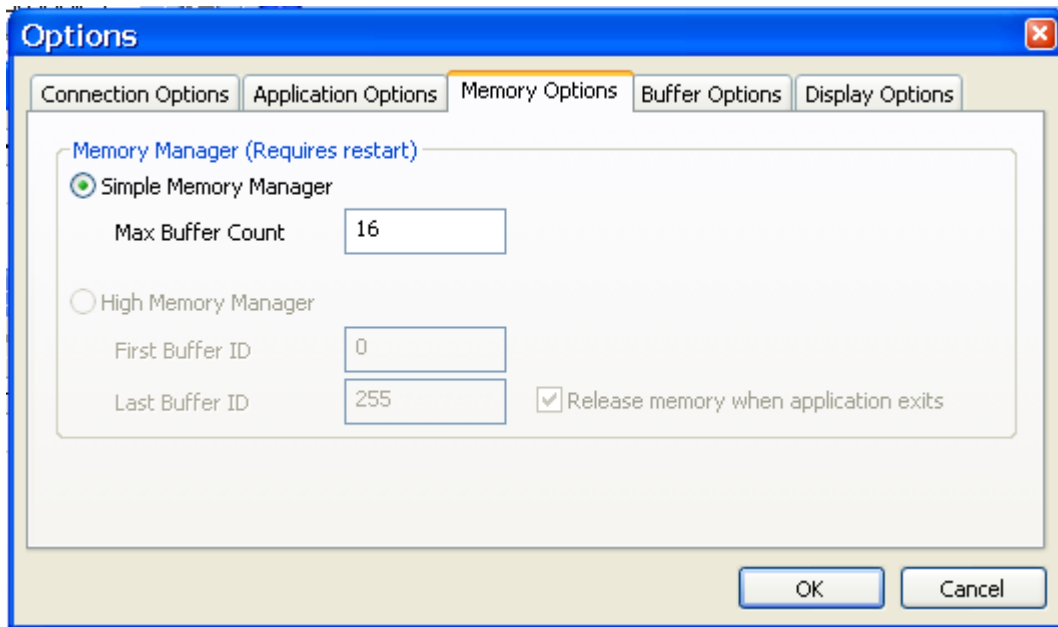 Options
Connection Options Application Options Memory Options Buffer Options Display Options
Memory Manager (Requires restart)
Simple Memory Manager
Max Buffer Count 16
High Memory Manager
First Buffer ID 0
Last Buffer ID 255 Release memory when application exits
OK Cancel